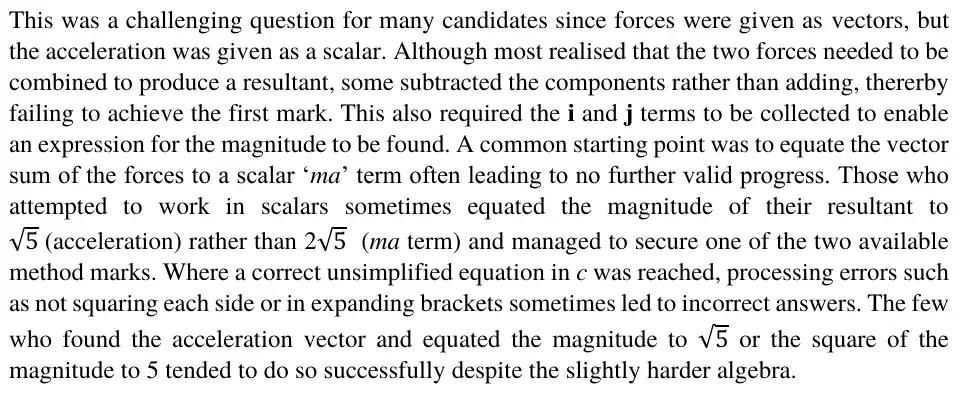 This was a challenging question for many candidates since forces were given as vectors, but
the acceleration was given as a scalar. Although most realised that the two forces needed to be
combined to produce a resultant, some subtracted the components rather than adding, thererby
failing to achieve the first mark. This also required the i and j terms to be collected to enable
an expression for the magnitude to be found. A common starting point was to equate the vector
sum of the forces to a scalar ‘ma’ term often leading to no further valid progress. Those who
attempted to work in scalars sometimes equated the magnitude of their resultant to
√5 (acceleration) rather than 2√5 (ma term) and managed to secure one of the two available
method marks. Where a correct unsimplified equation in c was reached, processing errors such
as not squaring each side or in expanding brackets sometimes led to incorrect answers. The few
who found the acceleration vector and equated the magnitude to √5 or the square of the
magnitude to 5 tended to do so successfully despite the slightly harder algebra.